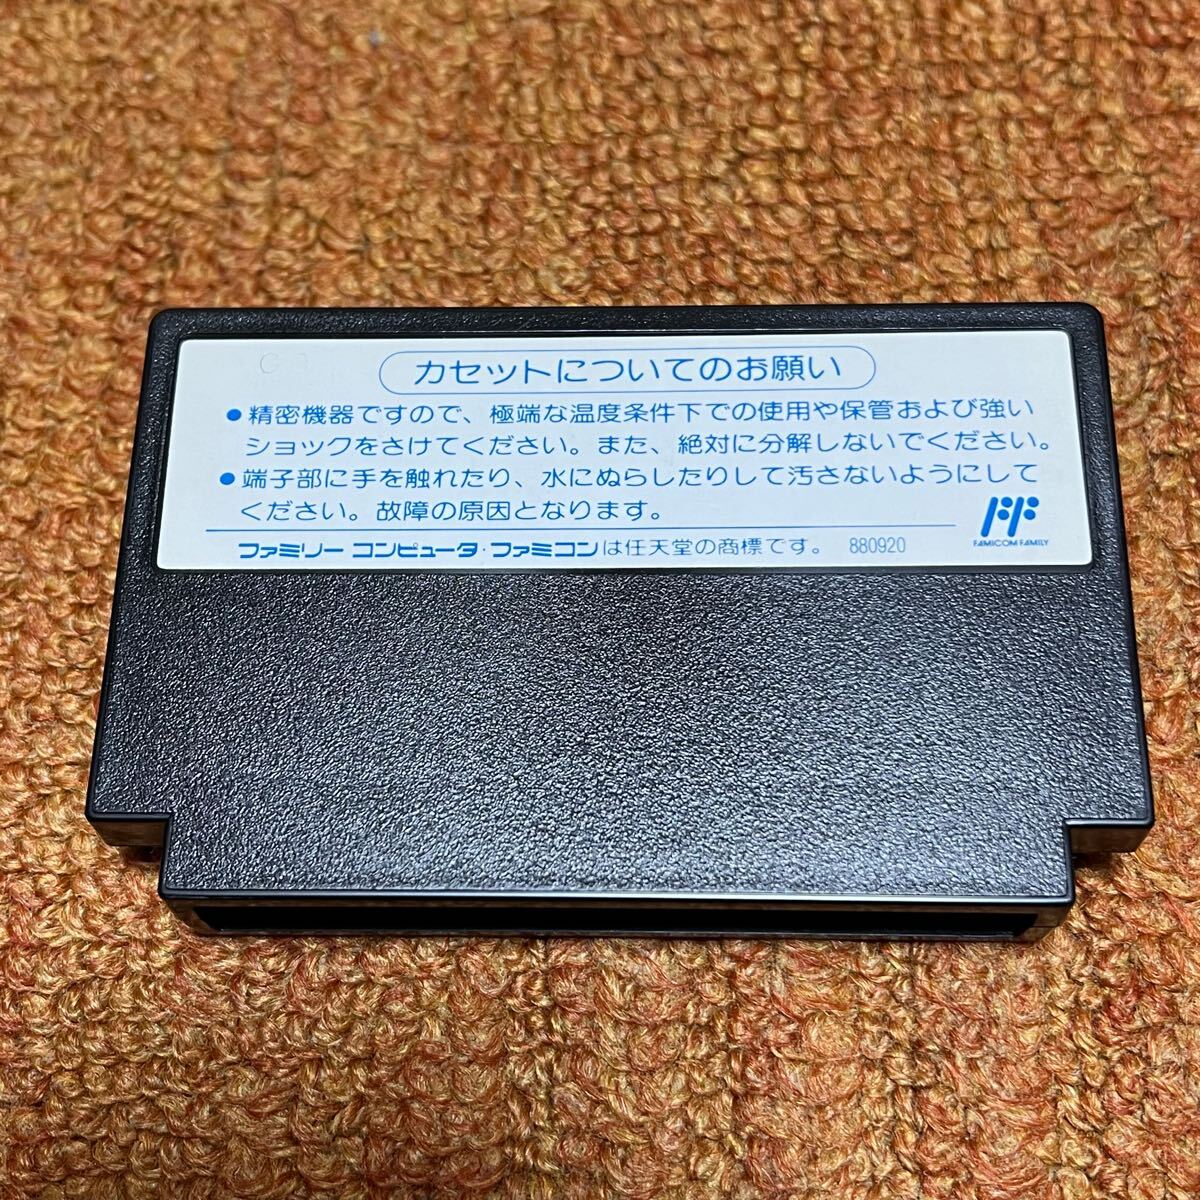 カセットについてのお願い
●精密機器ですので、極端な温度条件下での使用や保管および強い
ショックをさけてください。また、絶対に分解しないでください。
●端子部に手を触れたり、水にぬらしたりして汚さないようにして
ください。故障の原因となります。
FAMICOM FAMILY
ファミリー コンピュータ・ファミコンは任天堂の商標です。 880920